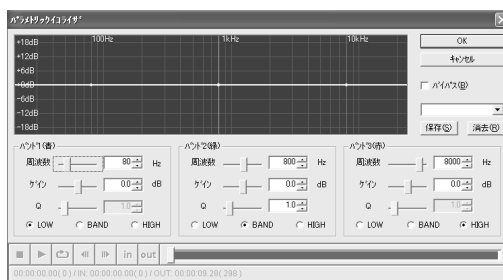 ﾊﾟﾗﾒﾄﾘｯｸｲｺﾗｲｻﾞ
+18dB 100Hz 1kHz 10kHz
+12dB
+6dB
+0dB
-6dB
-12dB
-18dB
OK
ｷｬﾝｾﾙ
ﾊﾞｲﾊﾟｽ(B)
保存(S) 消去(R)
ﾊﾞﾝﾄﾞ1(青)
周波数 80 Hz
ｹﾞｲﾝ 0.0 dB
Q 1.0
LOW BAND HIGH
ﾊﾞﾝﾄﾞ2(緑)
周波数 800 Hz
ｹﾞｲﾝ 0.0 dB
Q 1.0
LOW BAND HIGH
ﾊﾞﾝﾄﾞ3(赤)
周波数 8000 Hz
ｹﾞｲﾝ 0.0 dB
Q 1.0
LOW BAND HIGH
in out
00:00:00.00( 0 ) / IN: 00:00:00.00( 0 ) / OUT: 00:00:09.28( 298 )